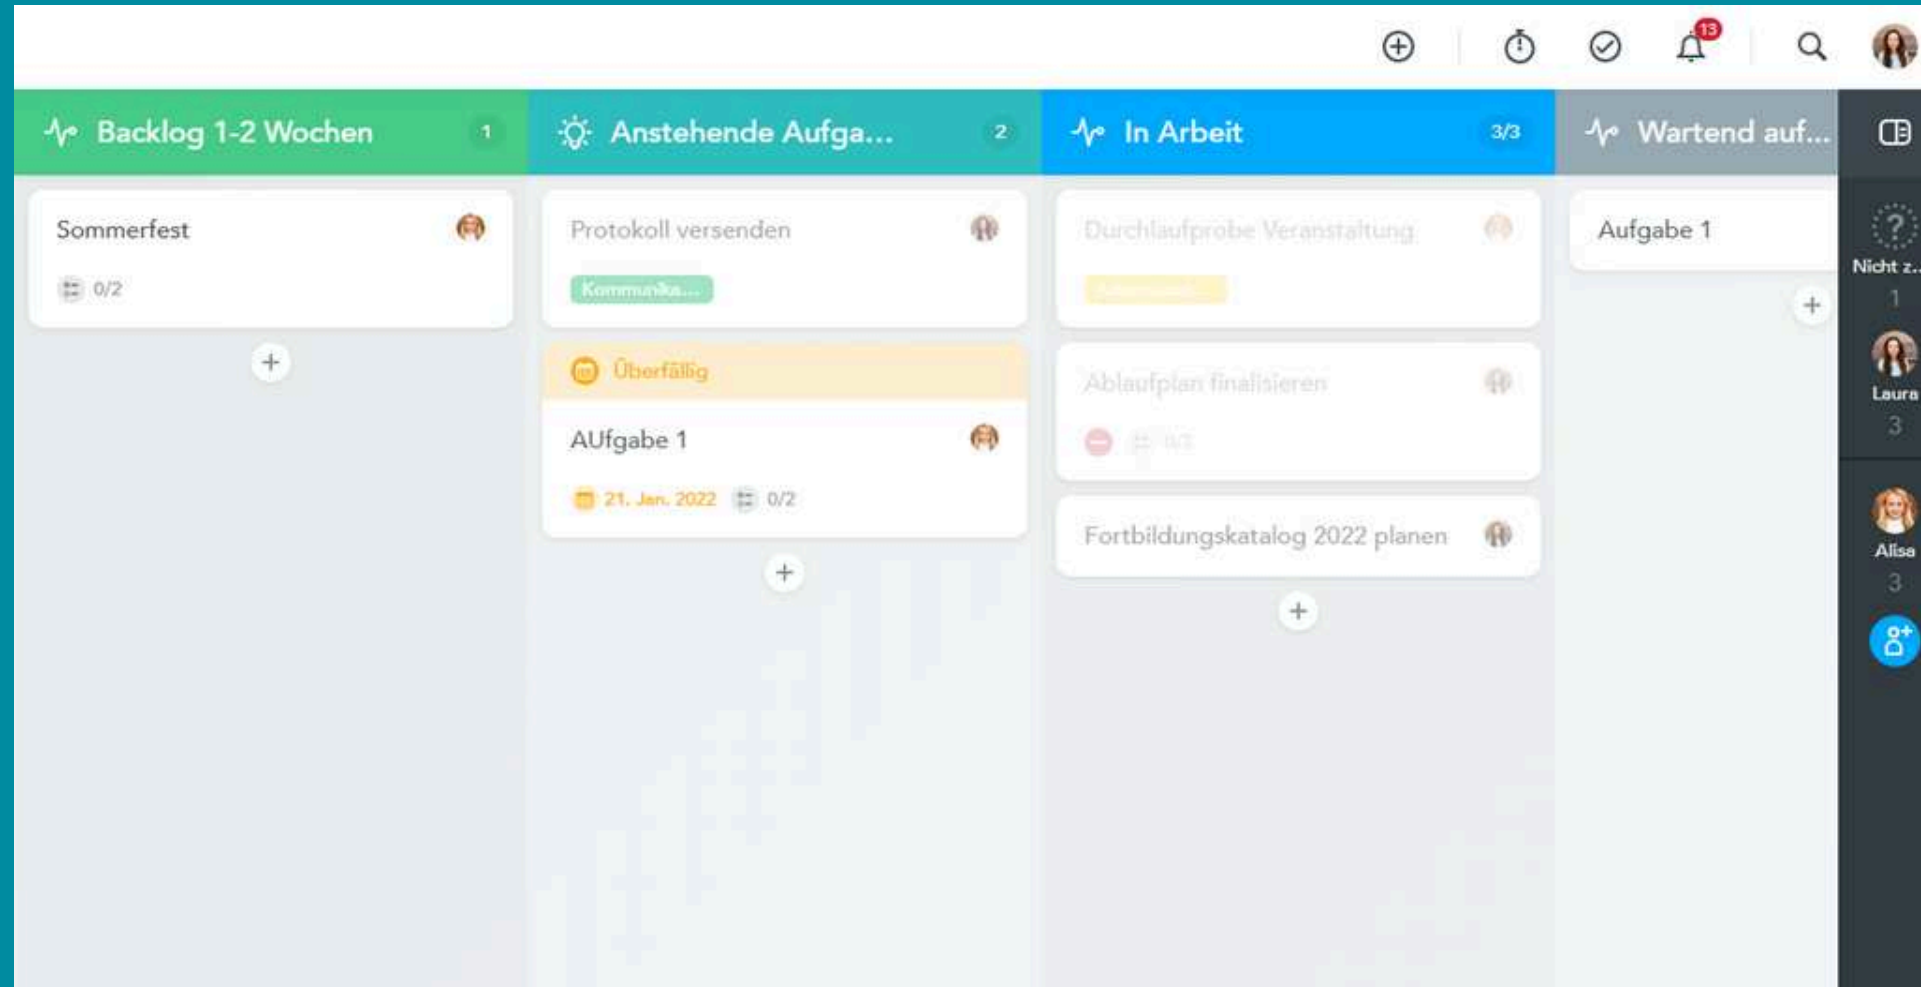 13
Backlog 1-2 Wochen 1
Anstehende Aufga... 2
In Arbeit 3/3
Wartend auf...
Sommerfest
0/2
Protokoll versenden
Kommunika...
Überfällig
AUfgabe 1
21. Jan. 2022 0/2
Durchlaufprobe Veranstaltung
Ablaufplan finalisieren
Fortbildungskatalog 2022 planen
Aufgabe 1
Nicht z...
1
Laura
3
Alisa
3